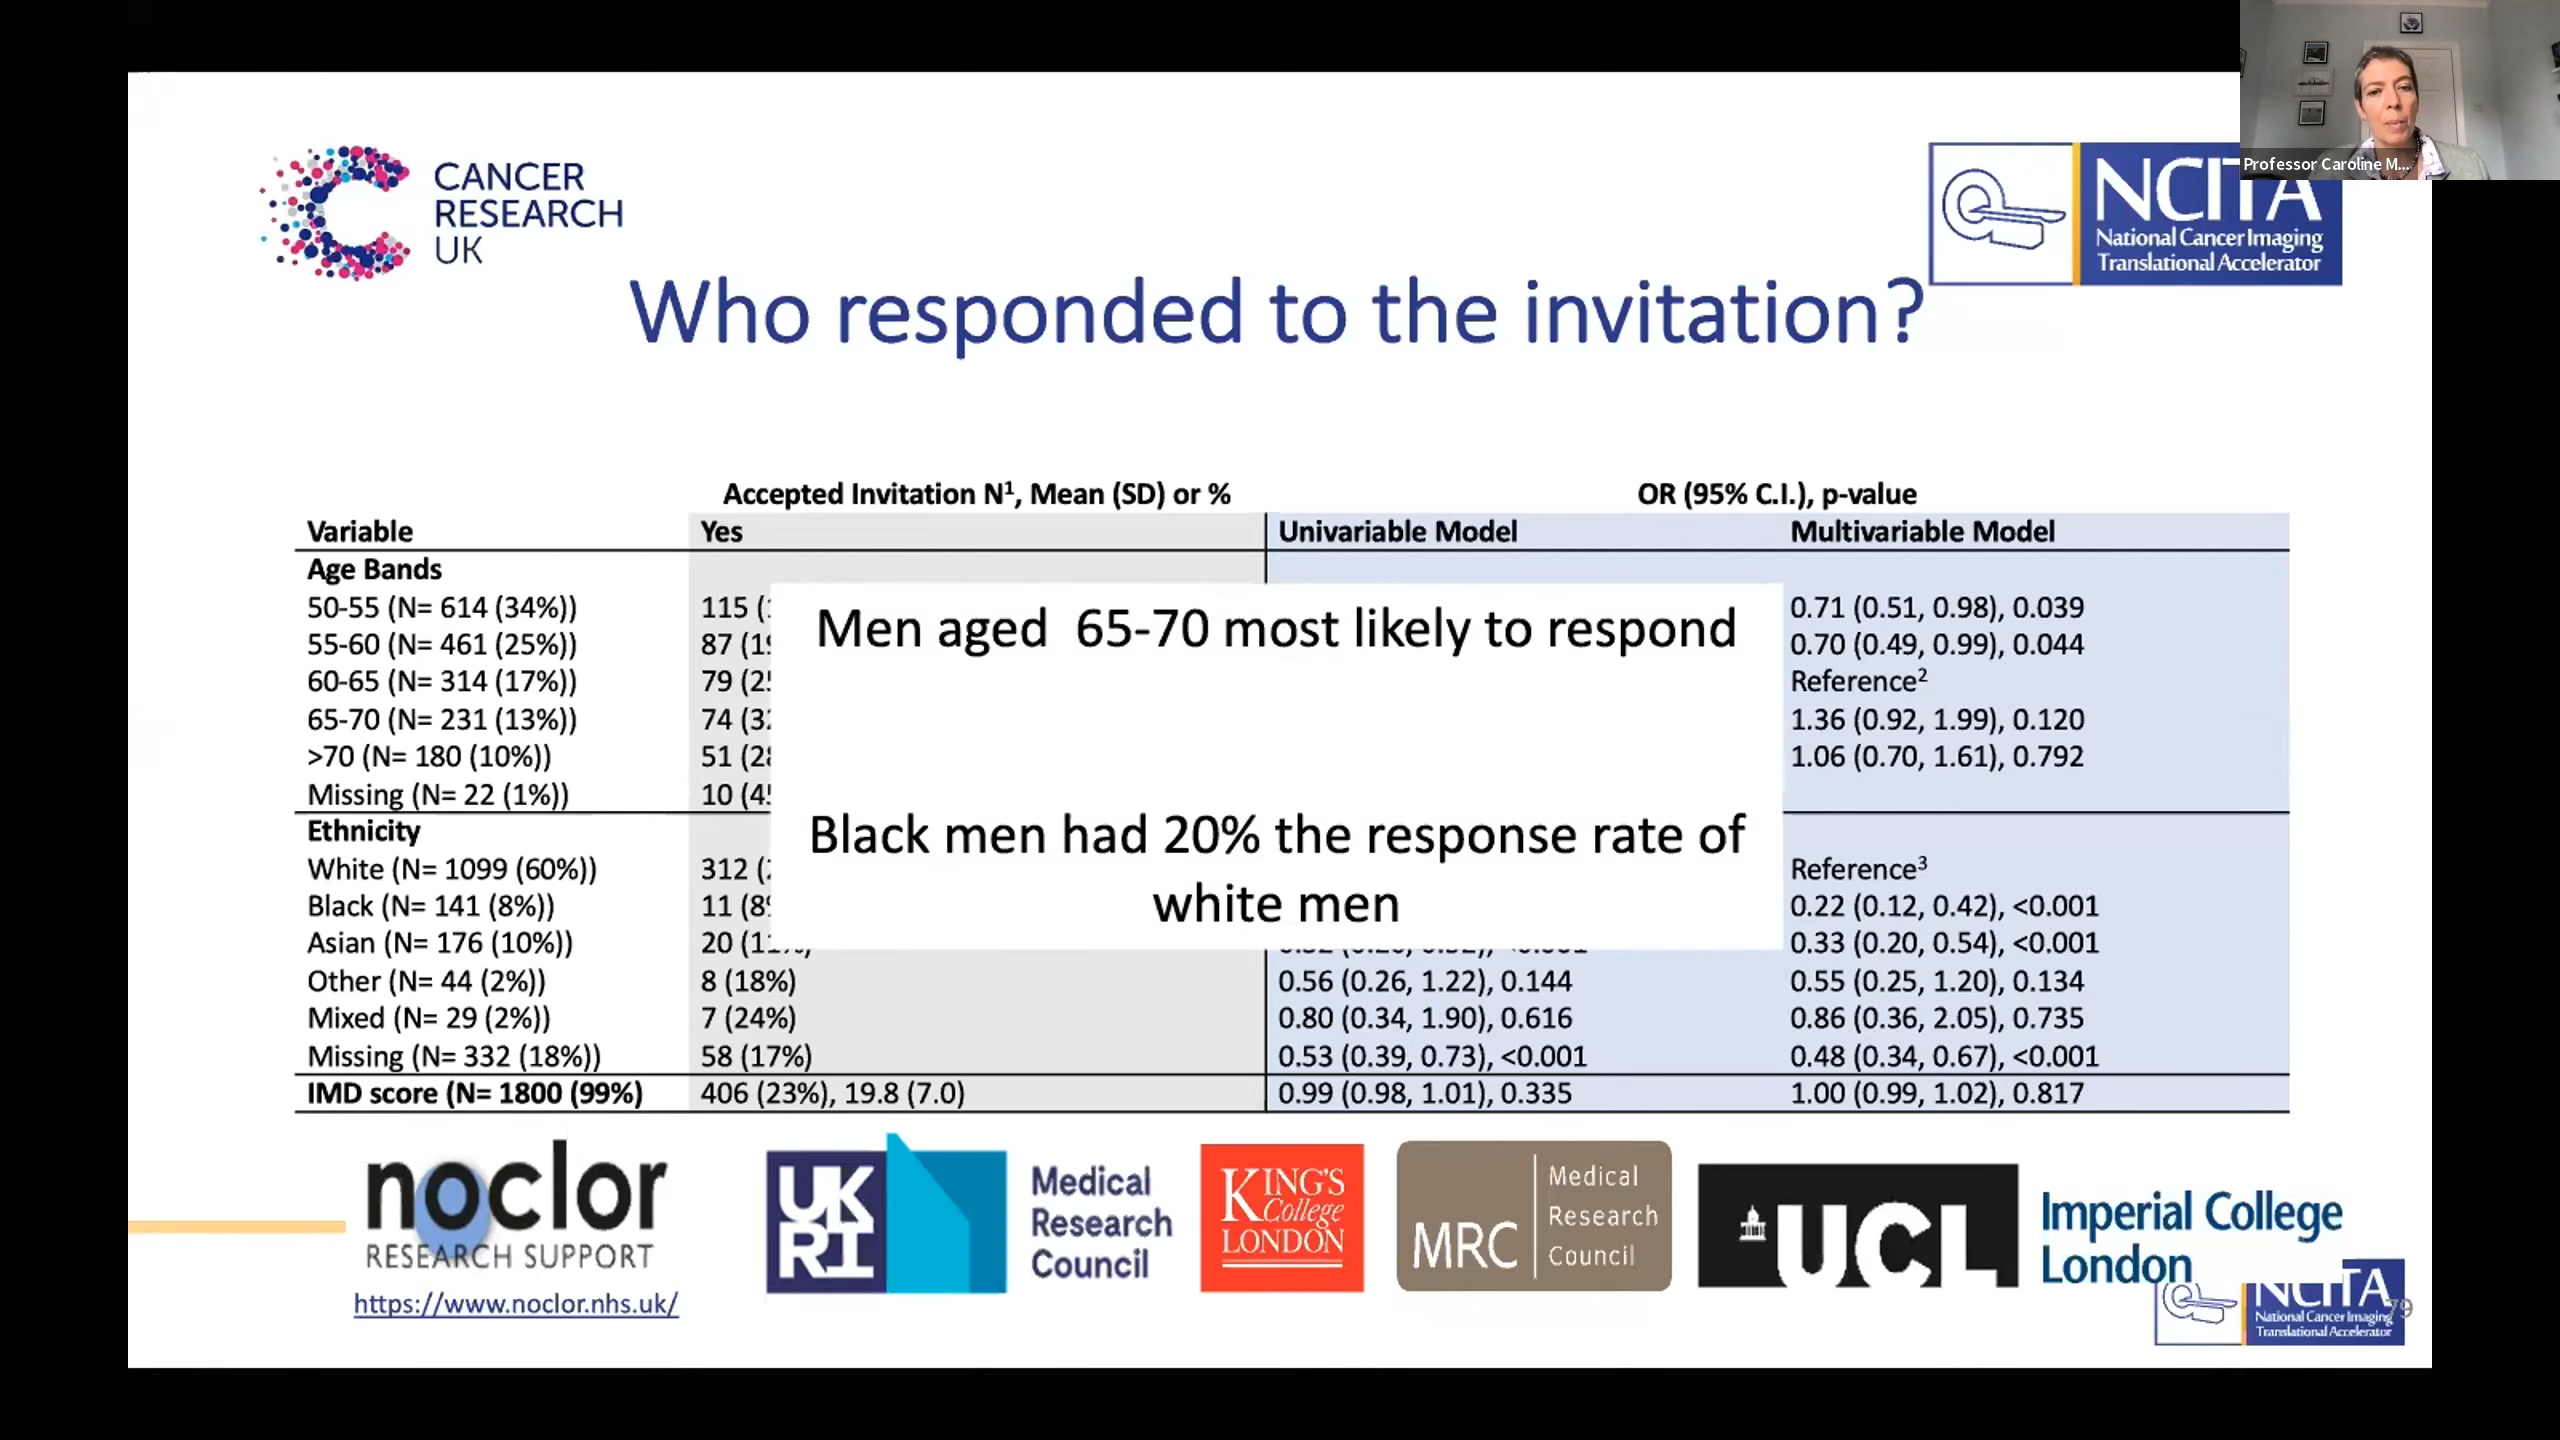 Professor Caroline M...
CANCER
RESEARCH
UK
NCITA
National Cancer Imaging
Translational Accelerator
Who responded to the invitation?
Accepted Invitation N¹, Mean (SD) or % OR (95% C.I.), p-value
Variable Yes Univariable Model Multivariable Model
Age Bands
50-55 (N= 614 (34%)) 115 0.71 (0.51, 0.98), 0.039
55-60 (N= 461 (25%)) 87 0.70 (0.49, 0.99), 0.044
60-65 (N= 314 (17%)) 79 Reference²
65-70 (N= 231 (13%)) 74 1.36 (0.92, 1.99), 0.120
>70 (N= 180 (10%)) 51 1.06 (0.70, 1.61), 0.792
Missing (N= 22 (1%)) 10
Men aged 65-70 most likely to respond
Black men had 20% the response rate of
white men
Ethnicity
White (N= 1099 (60%)) 312 Reference³
Black (N= 141 (8%)) 11 0.22 (0.12, 0.42), <0.001
Asian (N= 176 (10%)) 20 0.33 (0.20, 0.54), <0.001
Other (N= 44 (2%)) 8 (18%) 0.56 (0.26, 1.22), 0.144 0.55 (0.25, 1.20), 0.134
Mixed (N= 29 (2%)) 7 (24%) 0.80 (0.34, 1.90), 0.616 0.86 (0.36, 2.05), 0.735
Missing (N= 332 (18%)) 58 (17%) 0.53 (0.39, 0.73), <0.001 0.48 (0.34, 0.67), <0.001
IMD score (N= 1800 (99%) 406 (23%), 19.8 (7.0) 0.99 (0.98, 1.01), 0.335 1.00 (0.99, 1.02), 0.817
noclor
RESEARCH SUPPORT
https://www.noclor.nhs.uk/
UK
RI
Medical
Research
Council
KING'S
College
LONDON
MRC
Medical
Research
Council
UCL
Imperial College
London
NCITA
National Cancer Imaging
Translational Accelerator
79